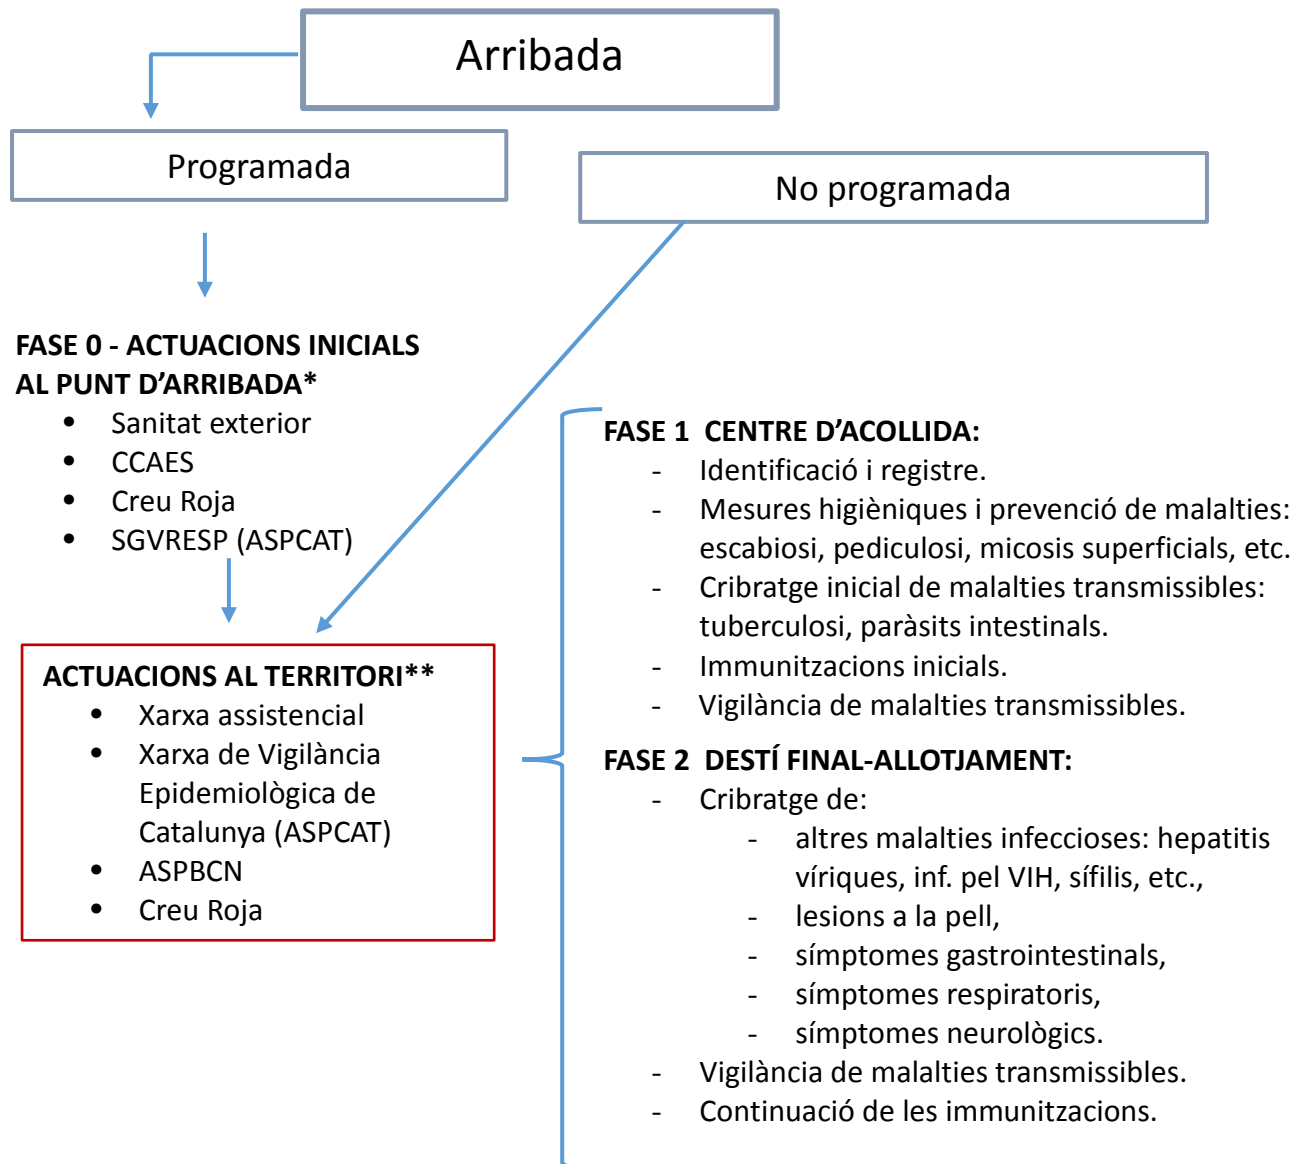 Arribada
Programada
No programada
FASE 0 - ACTUACIONS INICIALS
AL PUNT D'ARRIBADA*
• Sanitat exterior
• CCAES
• Creu Roja
• SGVRESP (ASPCAT)
ACTUACIONS AL TERRITORI**
• Xarxa assistencial
• Xarxa de Vigilància
Epidemiològica de
Catalunya (ASPCAT)
• ASPBCN
• Creu Roja
FASE 1 CENTRE D'ACOLLIDA:
- Identificació i registre.
- Mesures higièniques i prevenció de malalties:
escabiosi, pediculosi, micosis superficials, etc.
- Cribratge inicial de malalties transmissibles:
tuberculosi, paràsits intestinals.
- Immunitzacions inicials.
- Vigilància de malalties transmissibles.
FASE 2 DESTÍ FINAL-ALLOTJAMENT:
- Cribratge de:
- altres malalties infeccioses: hepatitis
víriques, inf. pel VIH, sífilis, etc.,
- lesions a la pell,
- símptomes gastrointestinals,
- símptomes respiratoris,
- símptomes neurològics.
- Vigilància de malalties transmissibles.
- Continuació de les immunitzacions.